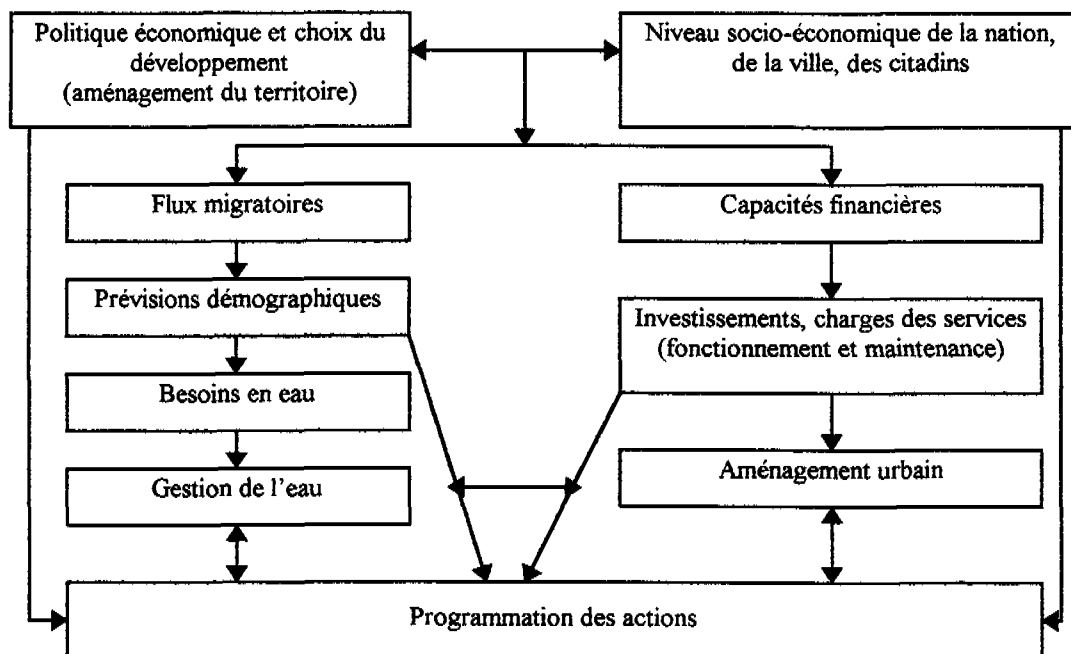 Politique économique et choix du
développement
(aménagement du territoire)
Niveau socio-économique de la nation,
de la ville, des citadins
Flux migratoires
Capacités financières
Prévisions démographiques
Investissements, charges des services
(fonctionnement et maintenance)
Besoins en eau
Aménagement urbain
Gestion de l'eau
Programmation des actions